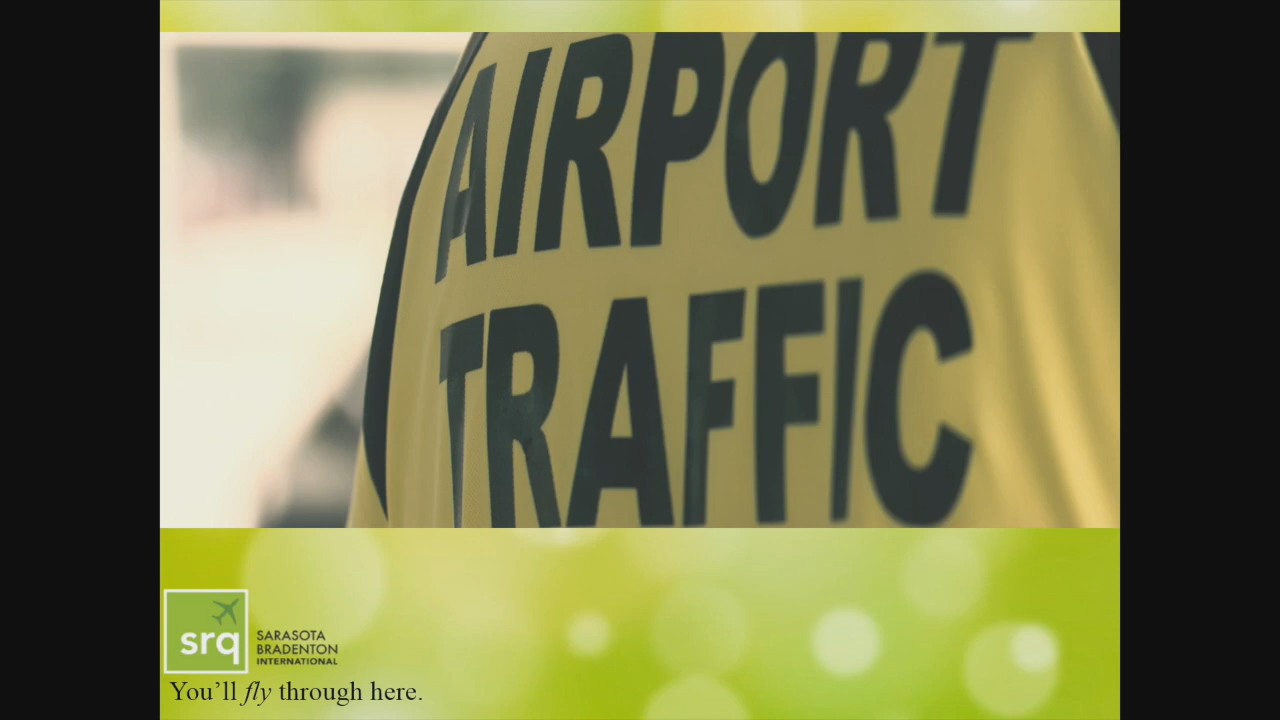 AIRPORT
TRAFFIC
srq
SARASOTA
BRADENTON
INTERNATIONAL
You'll fly through here.